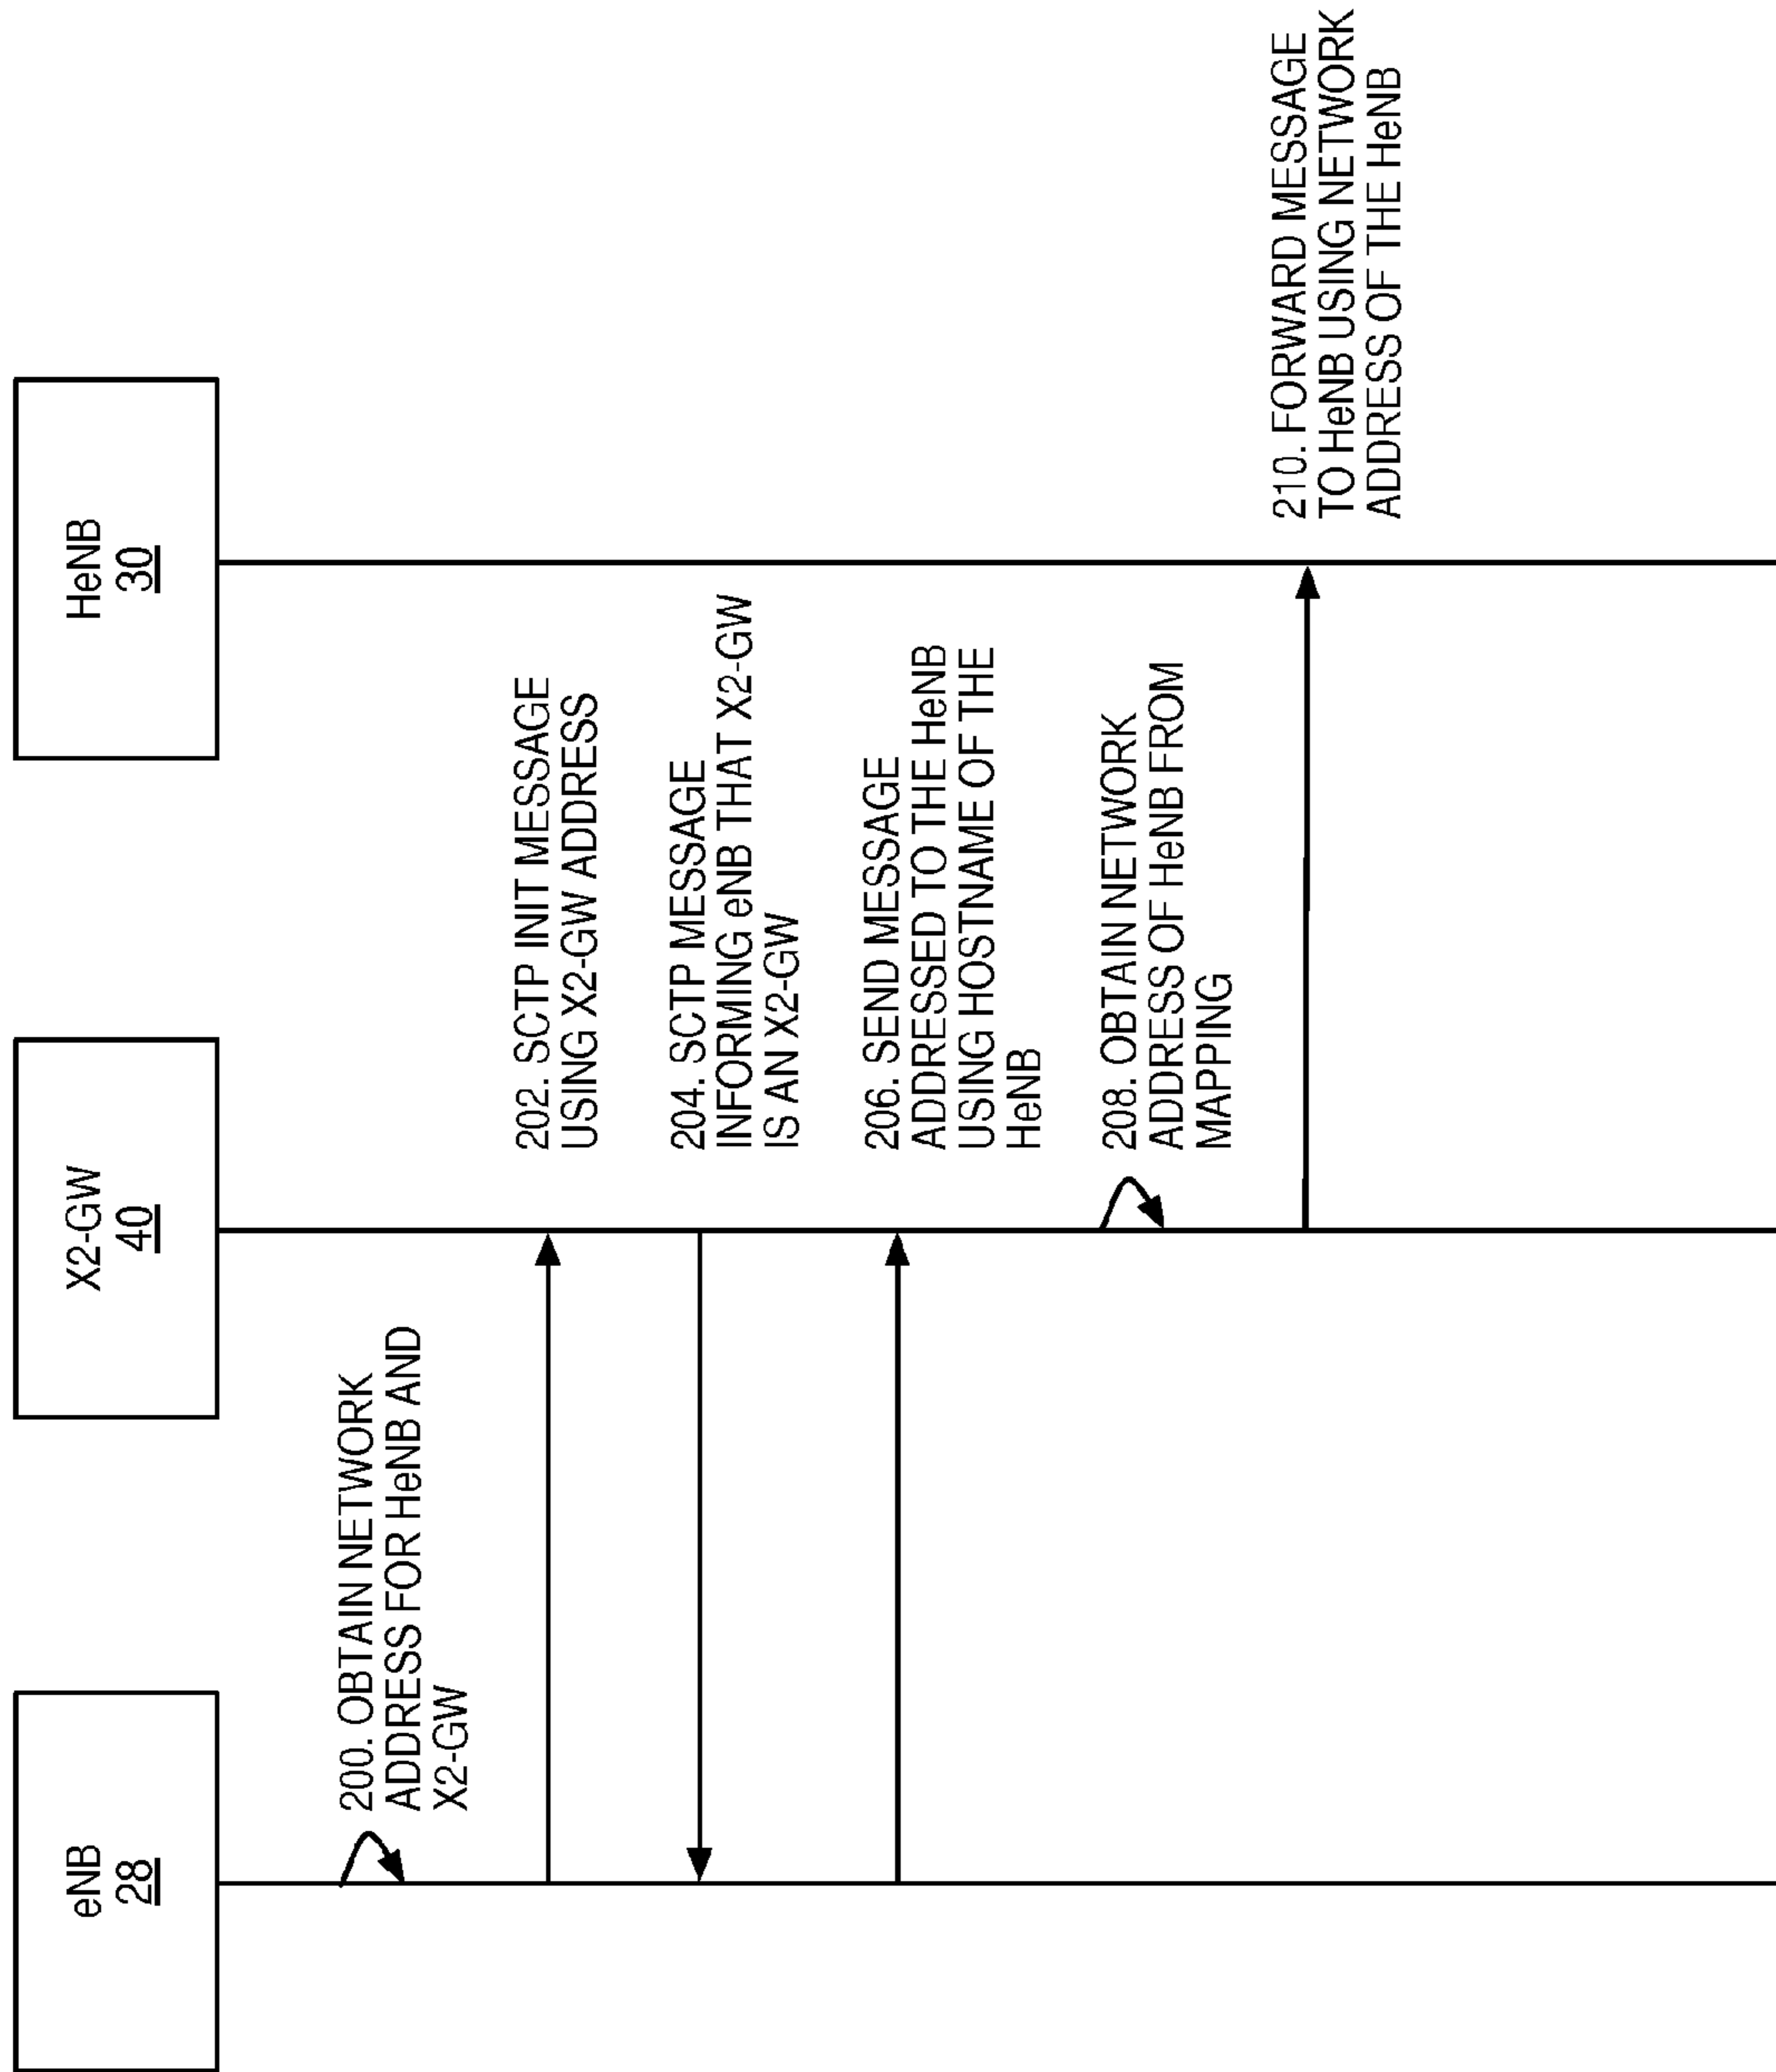 eNB
28
X2-GW
40
HeNB
30
200. OBTAIN NETWORK
ADDRESS FOR HeNB AND
X2-GW
202. SCTP INIT MESSAGE
USING X2-GW ADDRESS
204. SCTP MESSAGE
INFORMING eNB THAT X2-GW
IS AN X2-GW
206. SEND MESSAGE
ADDRESSED TO THE HeNB
USING HOSTNAME OF THE
HeNB
208. OBTAIN NETWORK
ADDRESS OF HeNB FROM
MAPPING
210. FORWARD MESSAGE
TO HeNB USING NETWORK
ADDRESS OF THE HeNB